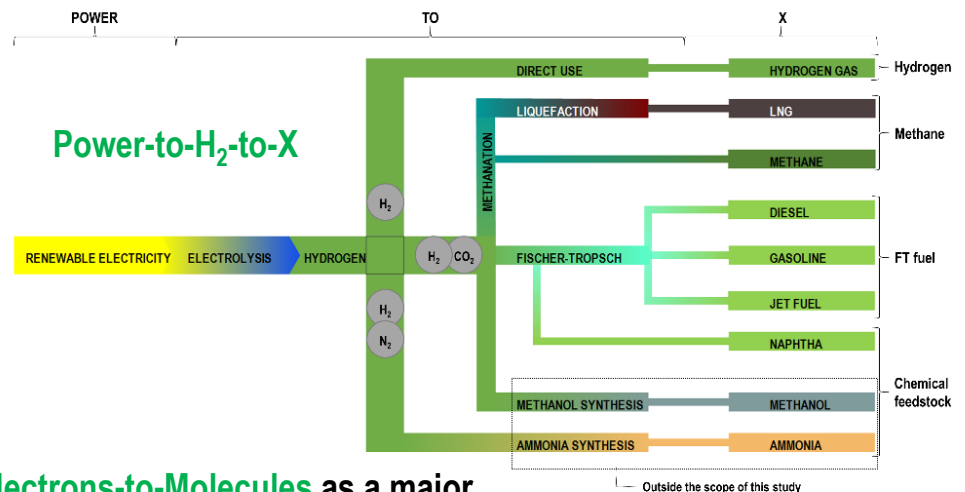 POWER TO X
DIRECT USE HYDROGEN GAS Hydrogen
LIQUEFACTION LNG
Methane
METHANATION
METHANE
Power-to-H₂-to-X
H₂
DIESEL
RENEWABLE ELECTRICITY ELECTROLYSIS HYDROGEN H₂ CO₂ FISCHER-TROPSCH GASOLINE FT fuel
JET FUEL
H₂
N₂
NAPHTHA
Chemical
feedstock
METHANOL SYNTHESIS METHANOL
AMMONIA SYNTHESIS AMMONIA
lectrons-to-Molecules as a major
Outside the scope of this study